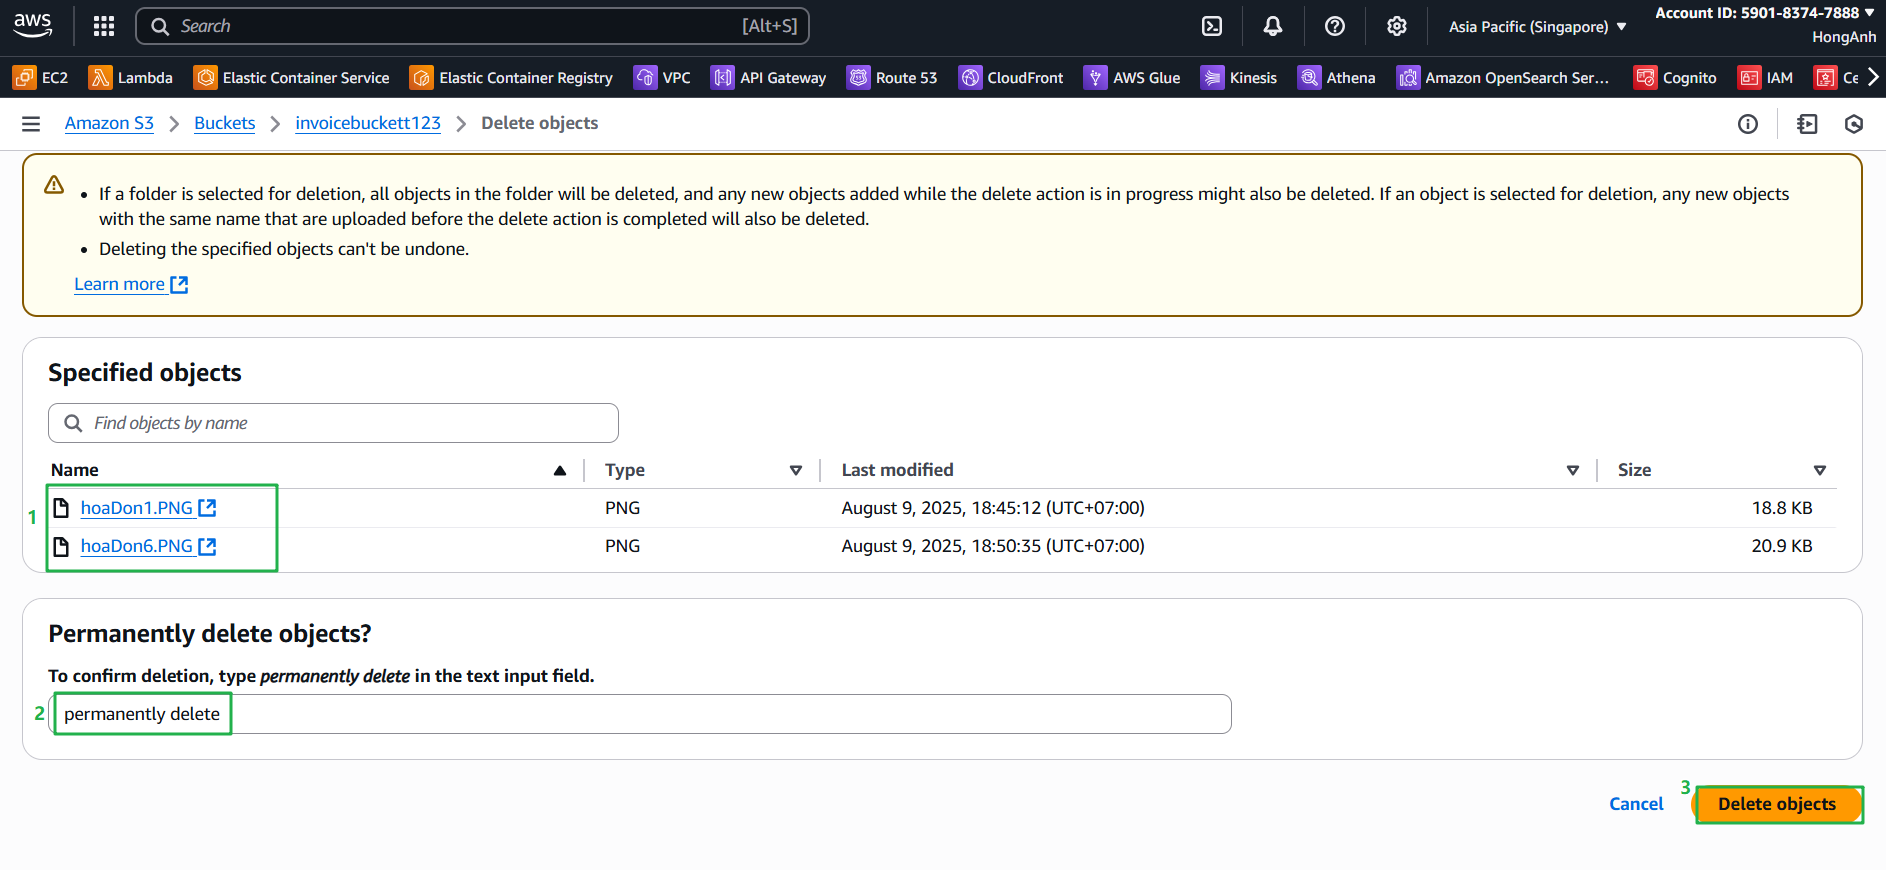 aws
Search [Alt+S]
Asia Pacific (Singapore)
Account ID: 5901-8374-7888
HongAnh
EC2 Lambda Elastic Container Service Elastic Container Registry VPC API Gateway Route 53 CloudFront AWS Glue Kinesis Athena Amazon OpenSearch Ser... Cognito IAM Ce
Amazon S3 Buckets invoicebuckett123 Delete objects
• If a folder is selected for deletion, all objects in the folder will be deleted, and any new objects added while the delete action is in progress might also be deleted. If an object is selected for deletion, any new objects
with the same name that are uploaded before the delete action is completed will also be deleted.
• Deleting the specified objects can't be undone.
Learn more
Specified objects
Find objects by name
Name Type Last modified Size
1
hoaDon1.PNG PNG August 9, 2025, 18:45:12 (UTC+07:00) 18.8 KB
hoaDon6.PNG PNG August 9, 2025, 18:50:35 (UTC+07:00) 20.9 KB
Permanently delete objects?
To confirm deletion, type permanently delete in the text input field.
2 permanently delete
Cancel 3 Delete objects